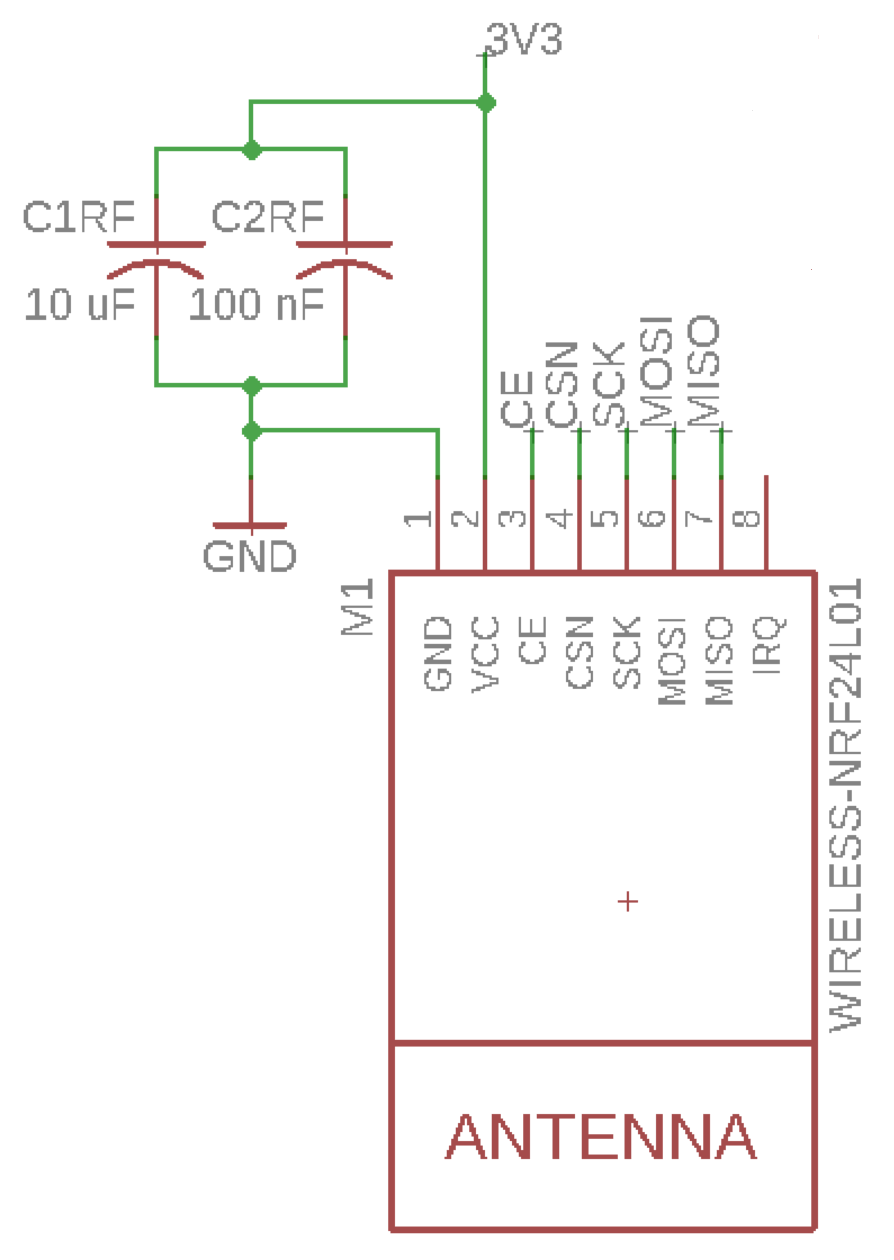 3V3
C1RF
C2RF
10 uF
100 nF
GND
CE
CSN
SCK
MOSI
MISO
1
2
3
4
5
6
7
8
M1
GND
VCC
CE
CSN
SCK
MOSI
MISO
IRQ
WIRELESS-NRF24L01
ANTENNA